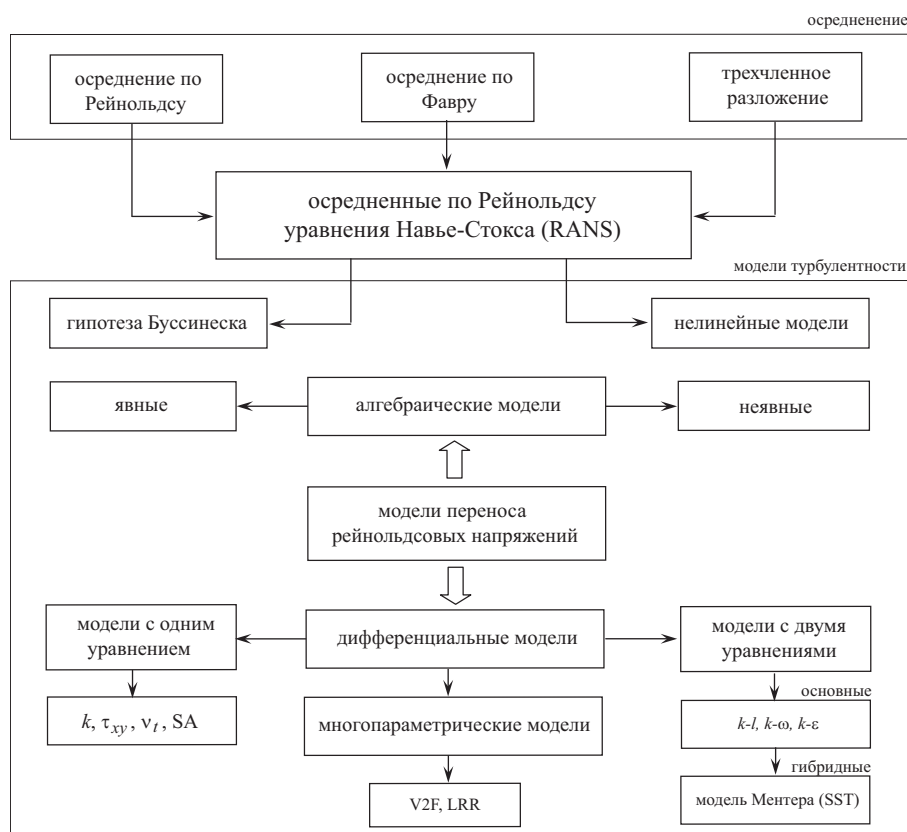 осредненение
осреднение по
Рейнольдсу
осреднение по
Фавру
трехчленное
разложение
осредненные по Рейнольдсу
уравнения Навье-Стокса (RANS)
модели турбулентности
гипотеза Буссинеска
нелинейные модели
явные
алгебраические модели
неявные
модели переноса
рейнольдсовых напряжений
модели с одним
уравнением
дифференциальные модели
модели с двумя
уравнениями
основные
k, τxy, νt, SA
многопараметрические модели
k-l, k-ω, k-ε
гибридные
V2F, LRR
модель Ментера (SST)